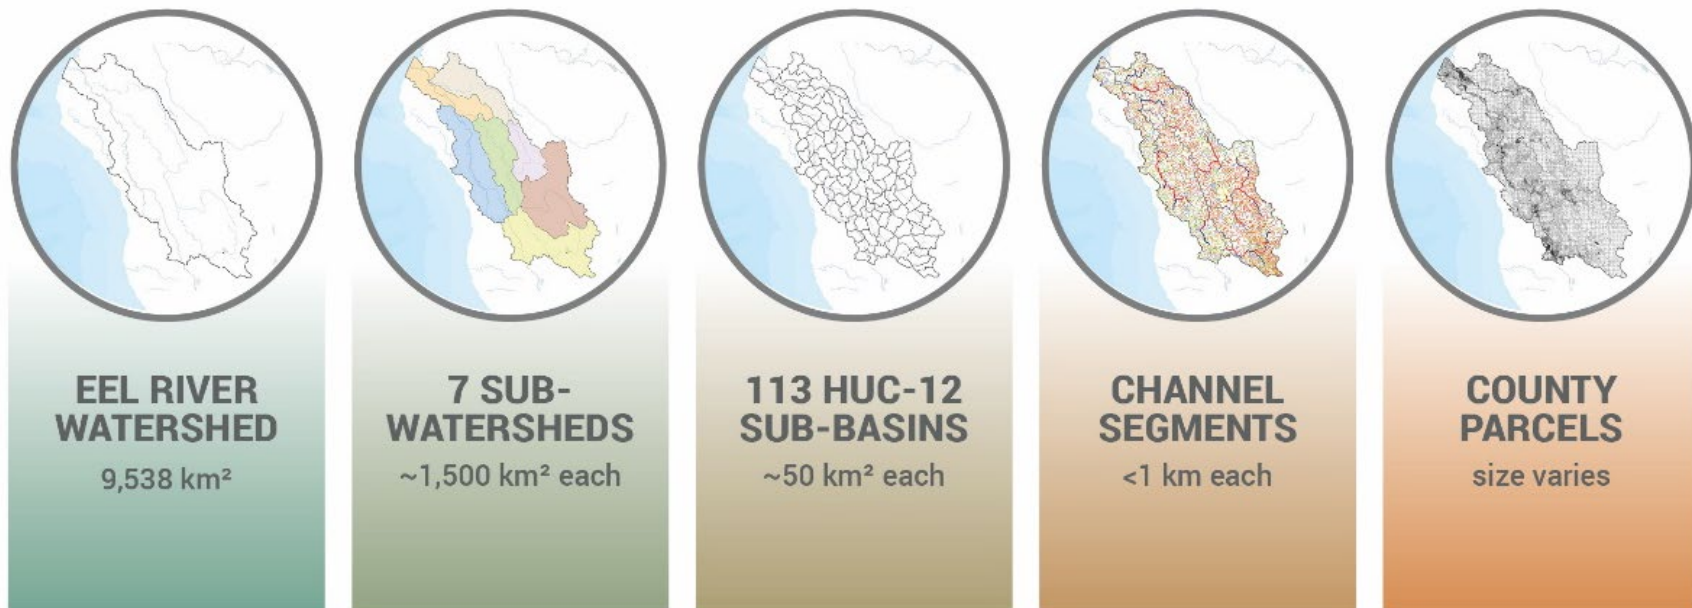 EEL RIVER
WATERSHED
9,538 km²
7 SUB-
WATERSHEDS
~1,500 km² each
113 HUC-12
SUB-BASINS
~50 km² each
CHANNEL
SEGMENTS
<1 km each
COUNTY
PARCELS
size varies